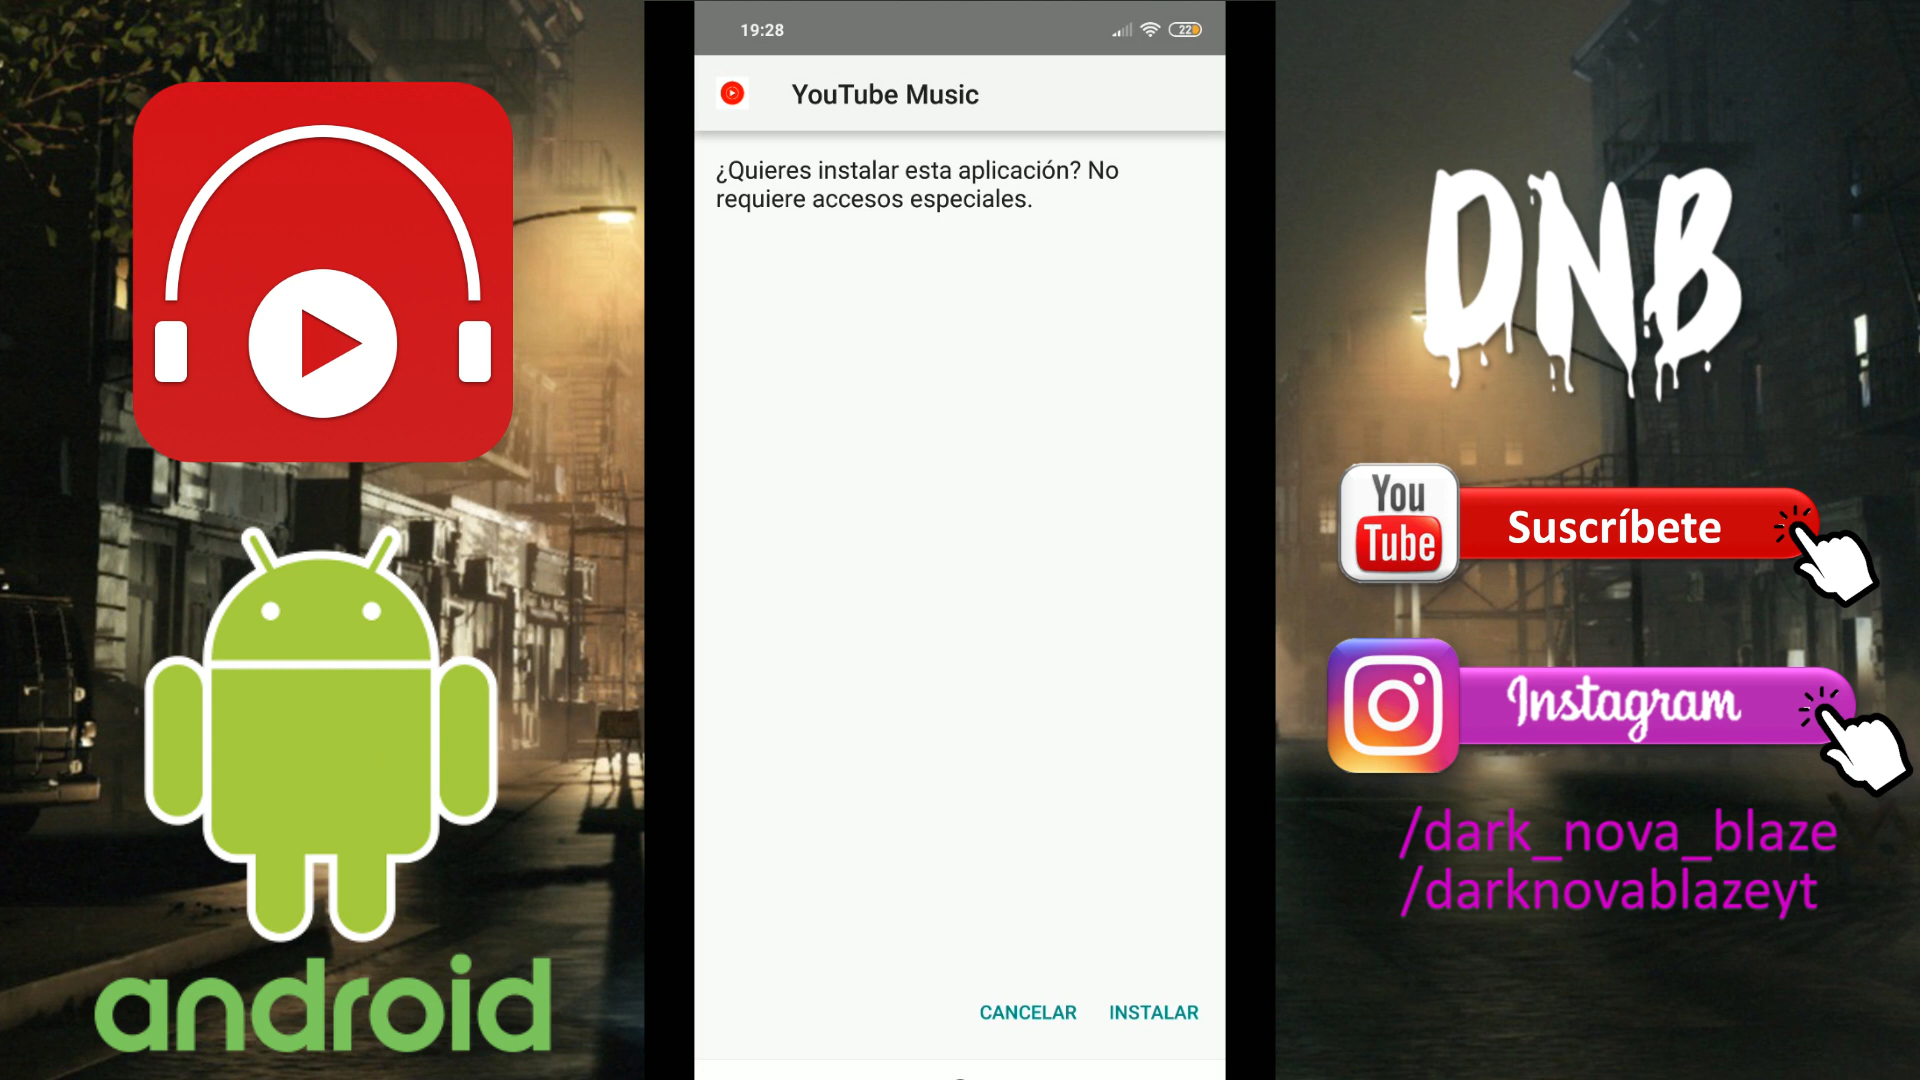 19:28
22
YouTube Music
¿Quieres instalar esta aplicación? No
requiere accesos especiales.
CANCELAR
INSTALAR
android
DNB
You
Tube
Suscríbete
Instagram
/dark_nova_blaze
/darknovablazeyt